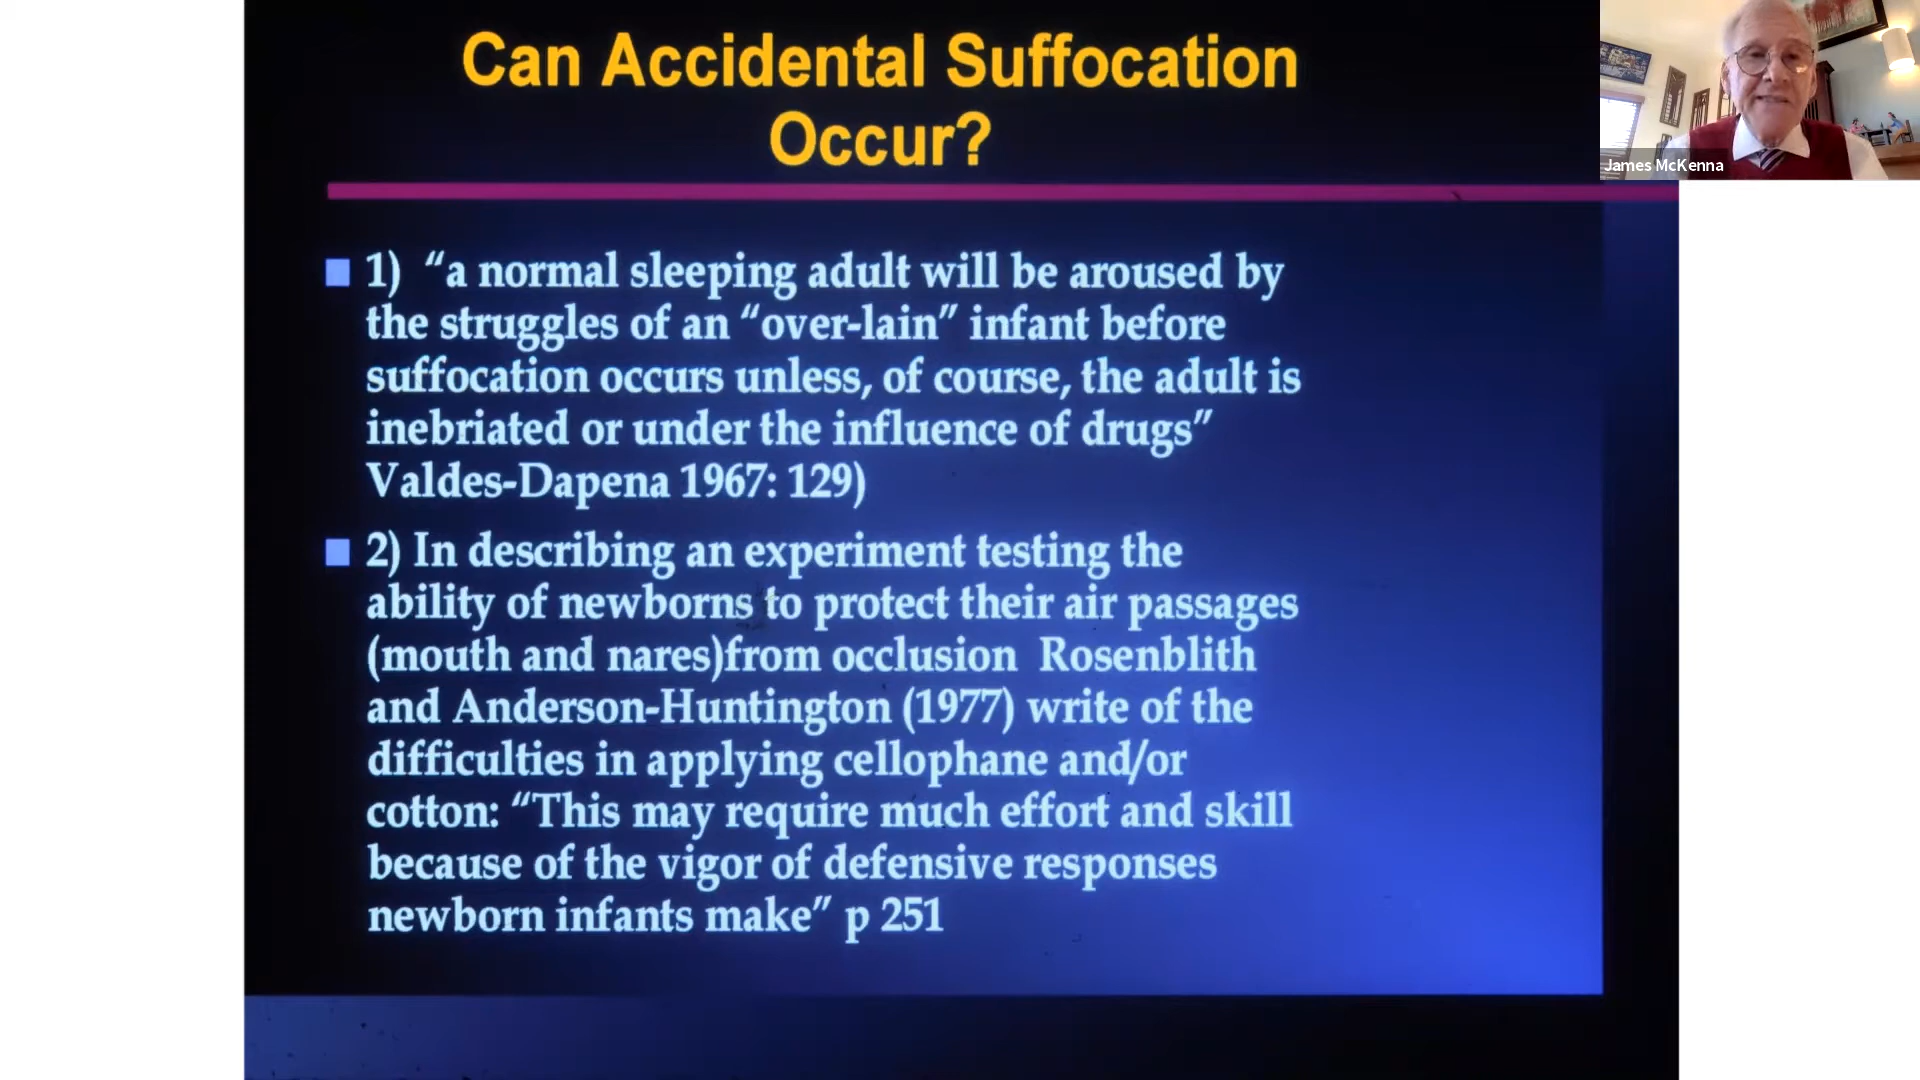 Can Accidental Suffocation
Occur?
James McKenna
1) “a normal sleeping adult will be aroused by
the struggles of an “over-lain” infant before
suffocation occurs unless, of course, the adult is
inebriated or under the influence of drugs”
Valdes-Dapena 1967: 129)
2) In describing an experiment testing the
ability of newborns to protect their air passages
(mouth and nares)from occlusion  Rosenblith
and Anderson-Huntington (1977) write of the
difficulties in applying cellophane and/or
cotton: “This may require much effort and skill
because of the vigor of defensive responses
newborn infants make” p 251